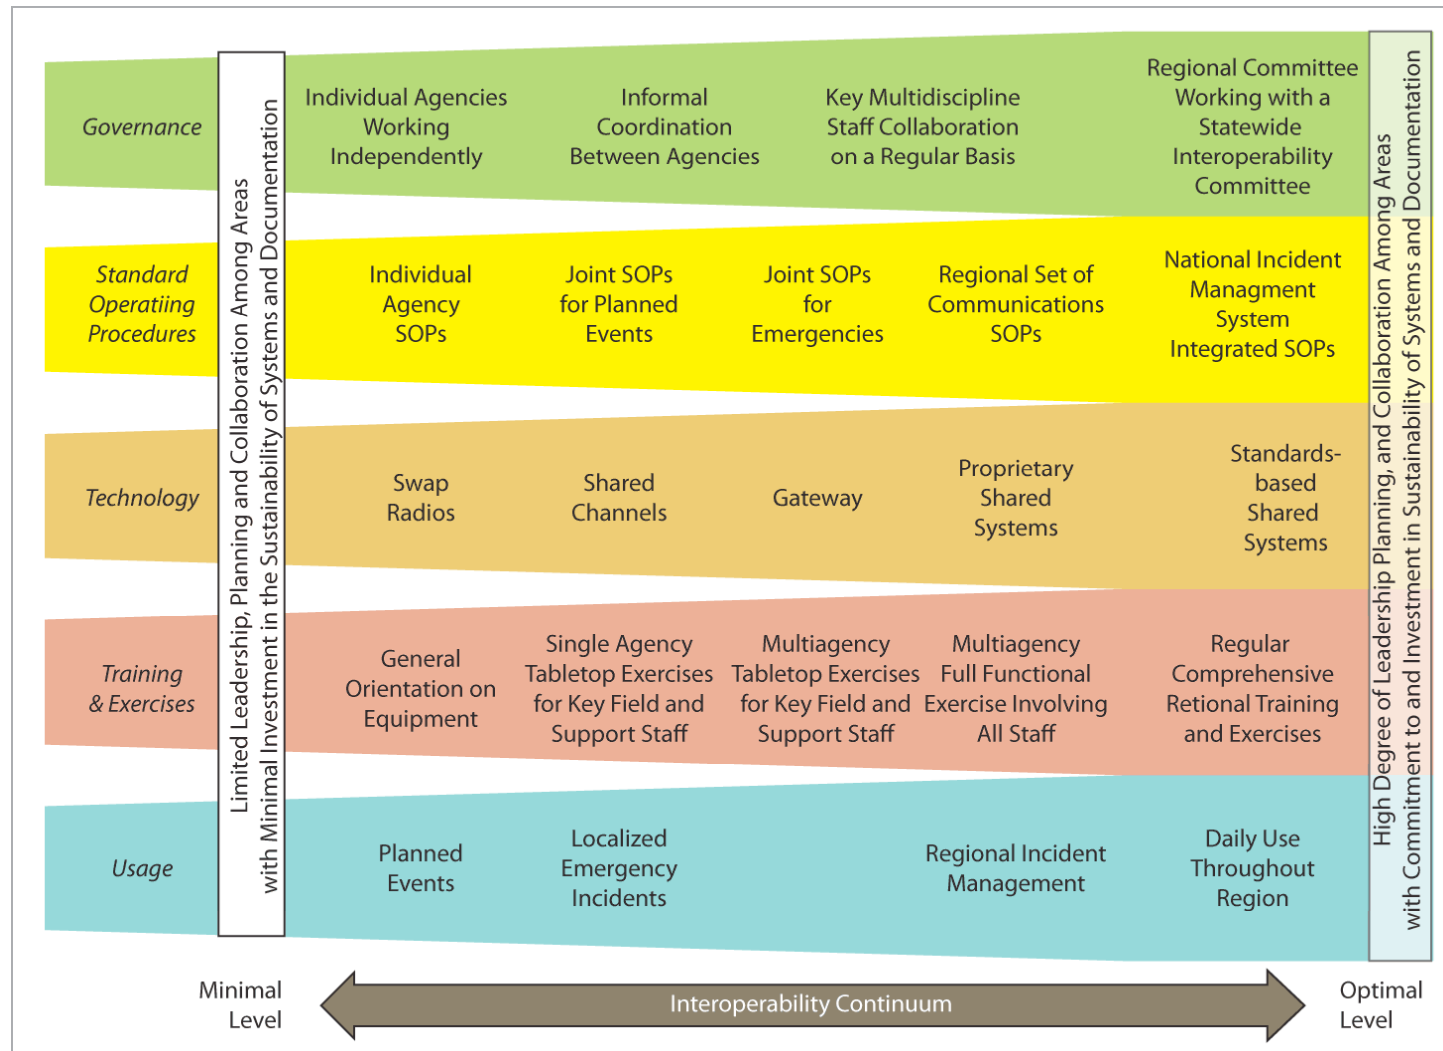 Governance
Individual Agencies
Working
Independently
Informal
Coordination
Between Agencies
Key Multidiscipline
Staff Collaboration
on a Regular Basis
Regional Committee
Working with a
Statewide
Interoperability
Committee
Standard
Operatiing
Procedures
Individual
Agency
SOPs
Joint SOPs
for Planned
Events
Joint SOPs
for
Emergencies
Regional Set of
Communications
SOPs
National Incident
Managment
System
Integrated SOPs
Technology
Swap
Radios
Shared
Channels
Gateway
Proprietary
Shared
Systems
Standards-
based
Shared
Systems
Training
& Exercises
General
Orientation on
Equipment
Single Agency
Tabletop Exercises
for Key Field and
Support Staff
Multiagency
Tabletop Exercises
for Key Field and
Support Staff
Multiagency
Full Functional
Exercise Involving
All Staff
Regular
Comprehensive
Retional Training
and Exercises
Usage
Planned
Events
Localized
Emergency
Incidents
Regional Incident
Management
Daily Use
Throughout
Region
Limited Leadership, Planning and Collaboration Among Areas
with Minimal Investment in the Sustainability of Systems and Documentation
High Degree of Leadership Planning, and Collaboration Among Areas
with Commitment to and Investment in Sustainability of Systems and Documentation
Minimal
Level
Interoperability Continuum
Optimal
Level